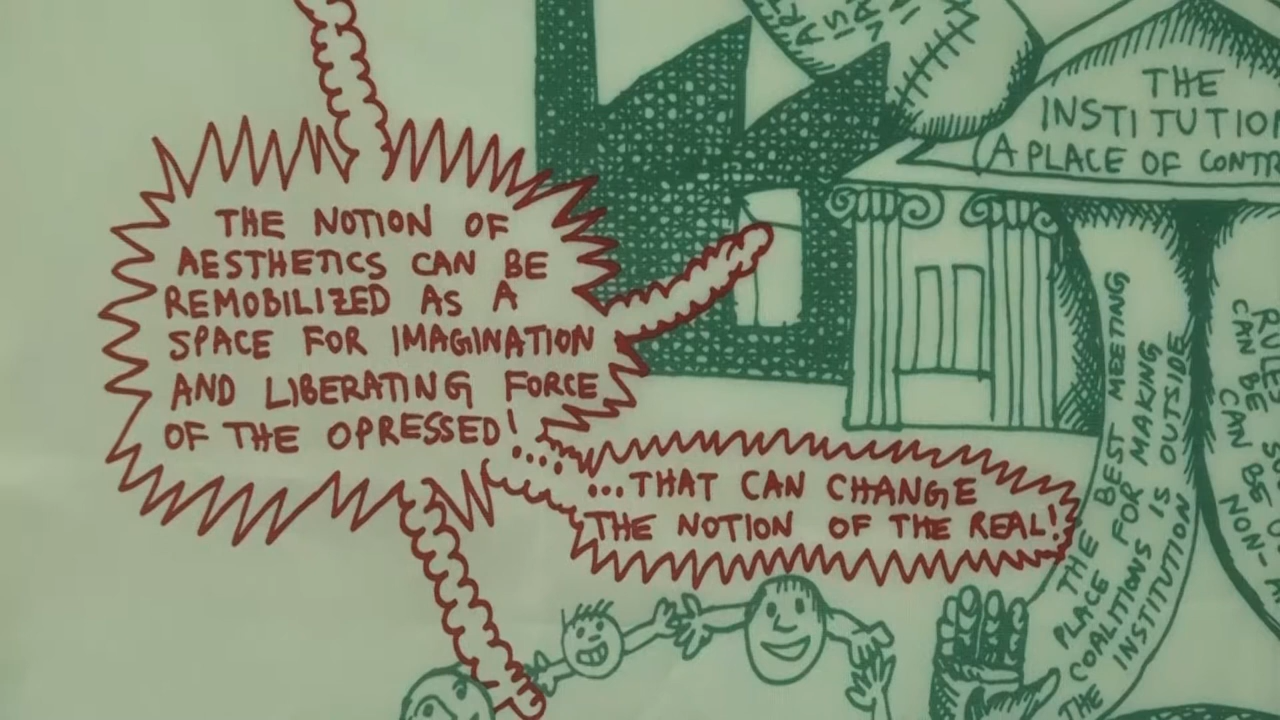 THE NOTION OF
AESTHETICS CAN BE
REMOBILIZED AS A
SPACE FOR IMAGINATION
AND LIBERATING FORCE
OF THE OPRESSED!
...THAT CAN CHANGE
THE NOTION OF THE REAL!
IS
THE
INSTITUTION
A PLACE OF CONTR
THE BEST MEETING
PLACE FOR MAKING
COALITIONS IS OUTSIDE
THE INSTITUTION
RULES
CAN BE
CAN BE
NON-